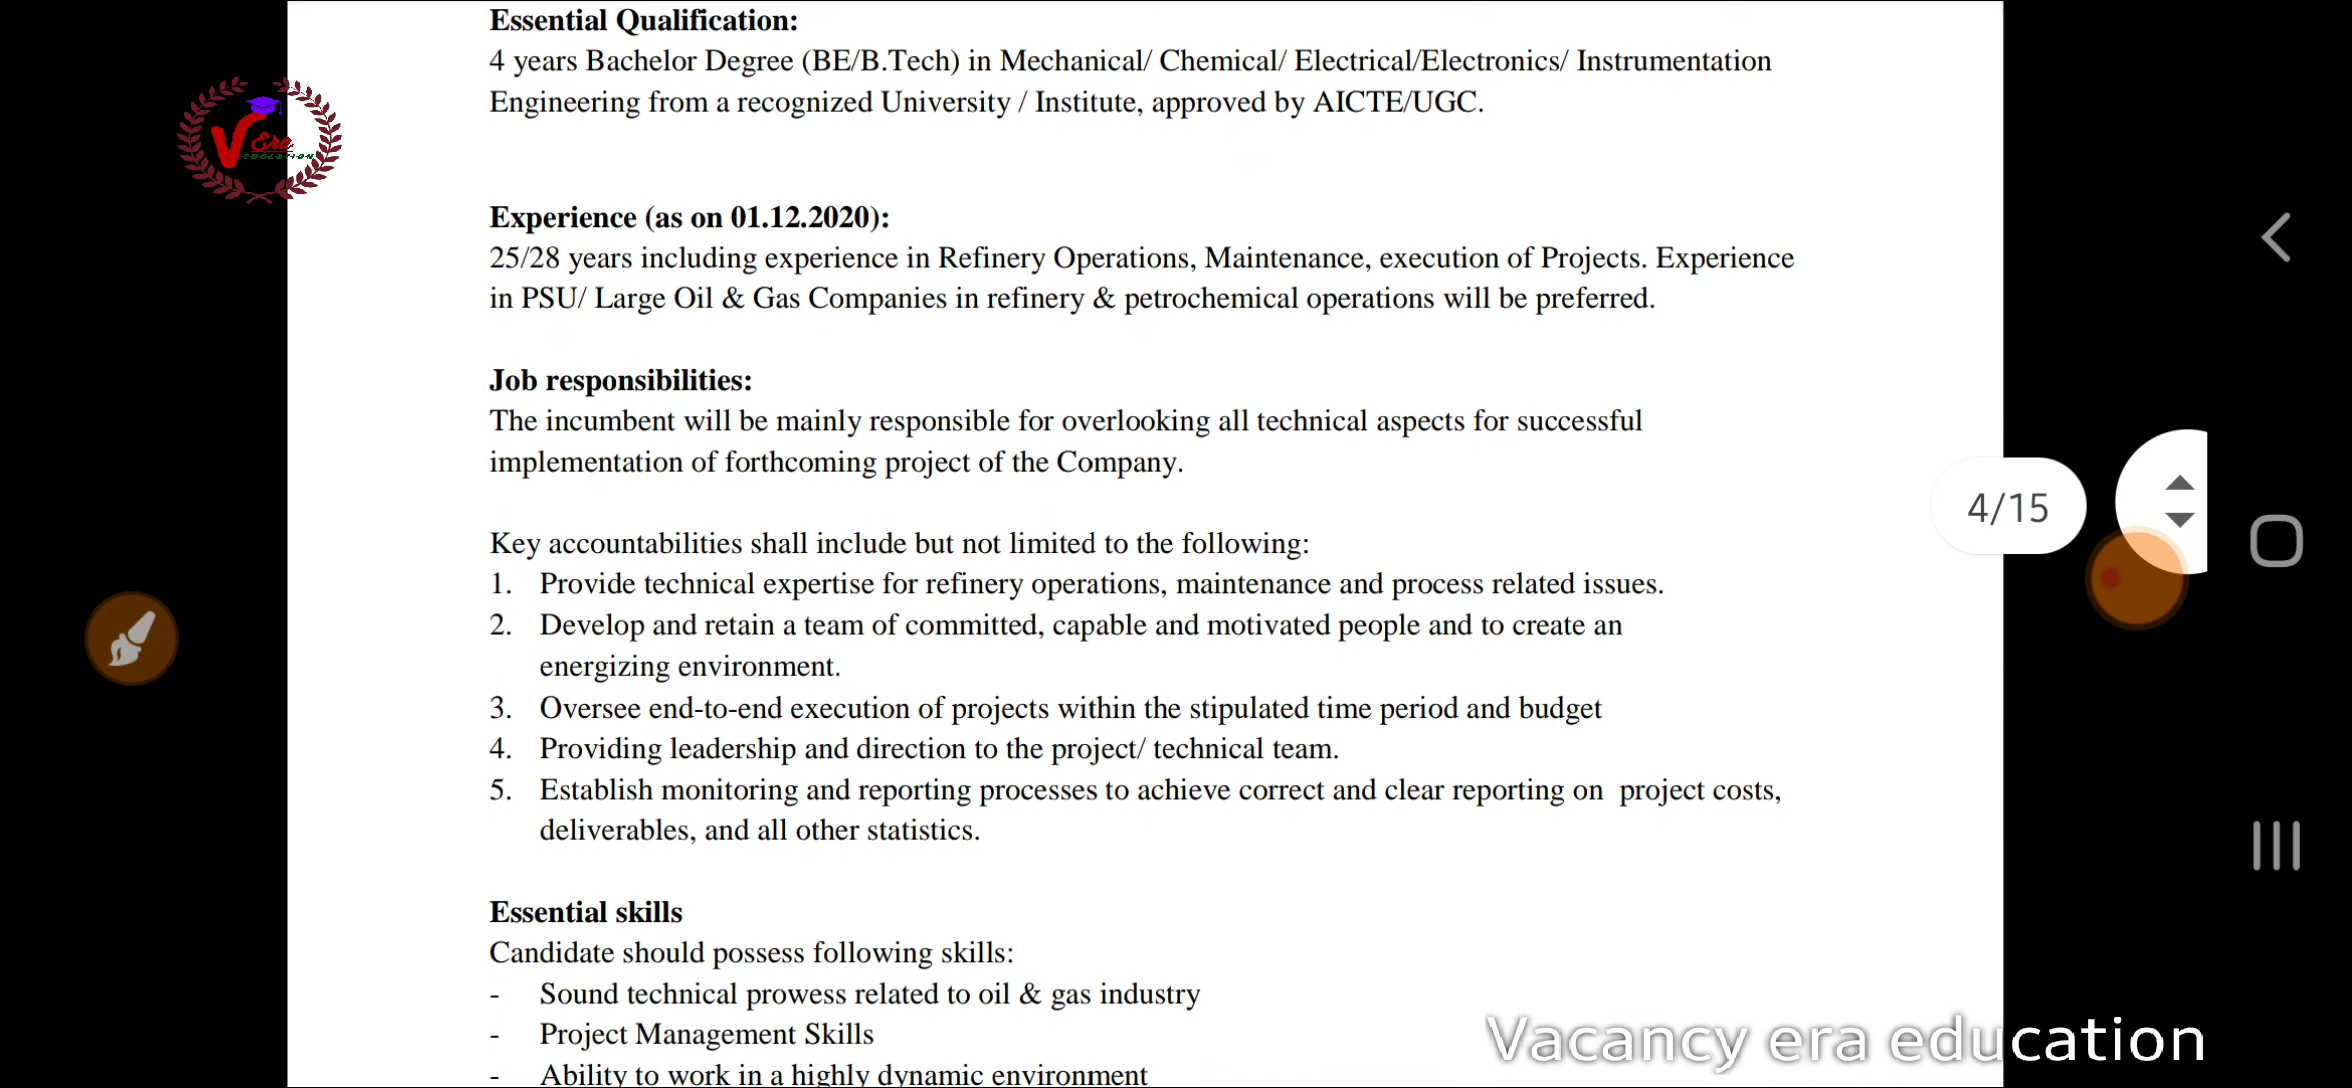 Essential Qualification:
4 years Bachelor Degree (BE/B.Tech) in Mechanical/ Chemical/ Electrical/Electronics/ Instrumentation
Engineering from a recognized University / Institute, approved by AICTE/UGC.
V Era
EDUCATION
Experience (as on 01.12.2020):
25/28 years including experience in Refinery Operations, Maintenance, execution of Projects. Experience
in PSU/ Large Oil & Gas Companies in refinery & petrochemical operations will be preferred.
Job responsibilities:
The incumbent will be mainly responsible for overlooking all technical aspects for successful
implementation of forthcoming project of the Company.
4/15
Key accountabilities shall include but not limited to the following:
1. Provide technical expertise for refinery operations, maintenance and process related issues.
2. Develop and retain a team of committed, capable and motivated people and to create an
energizing environment.
3. Oversee end-to-end execution of projects within the stipulated time period and budget
4. Providing leadership and direction to the project/ technical team.
5. Establish monitoring and reporting processes to achieve correct and clear reporting on  project costs,
deliverables, and all other statistics.
Essential skills
Candidate should possess following skills:
- Sound technical prowess related to oil & gas industry
- Project Management Skills
- Ability to work in a highly dynamic environment
Vacancy era education